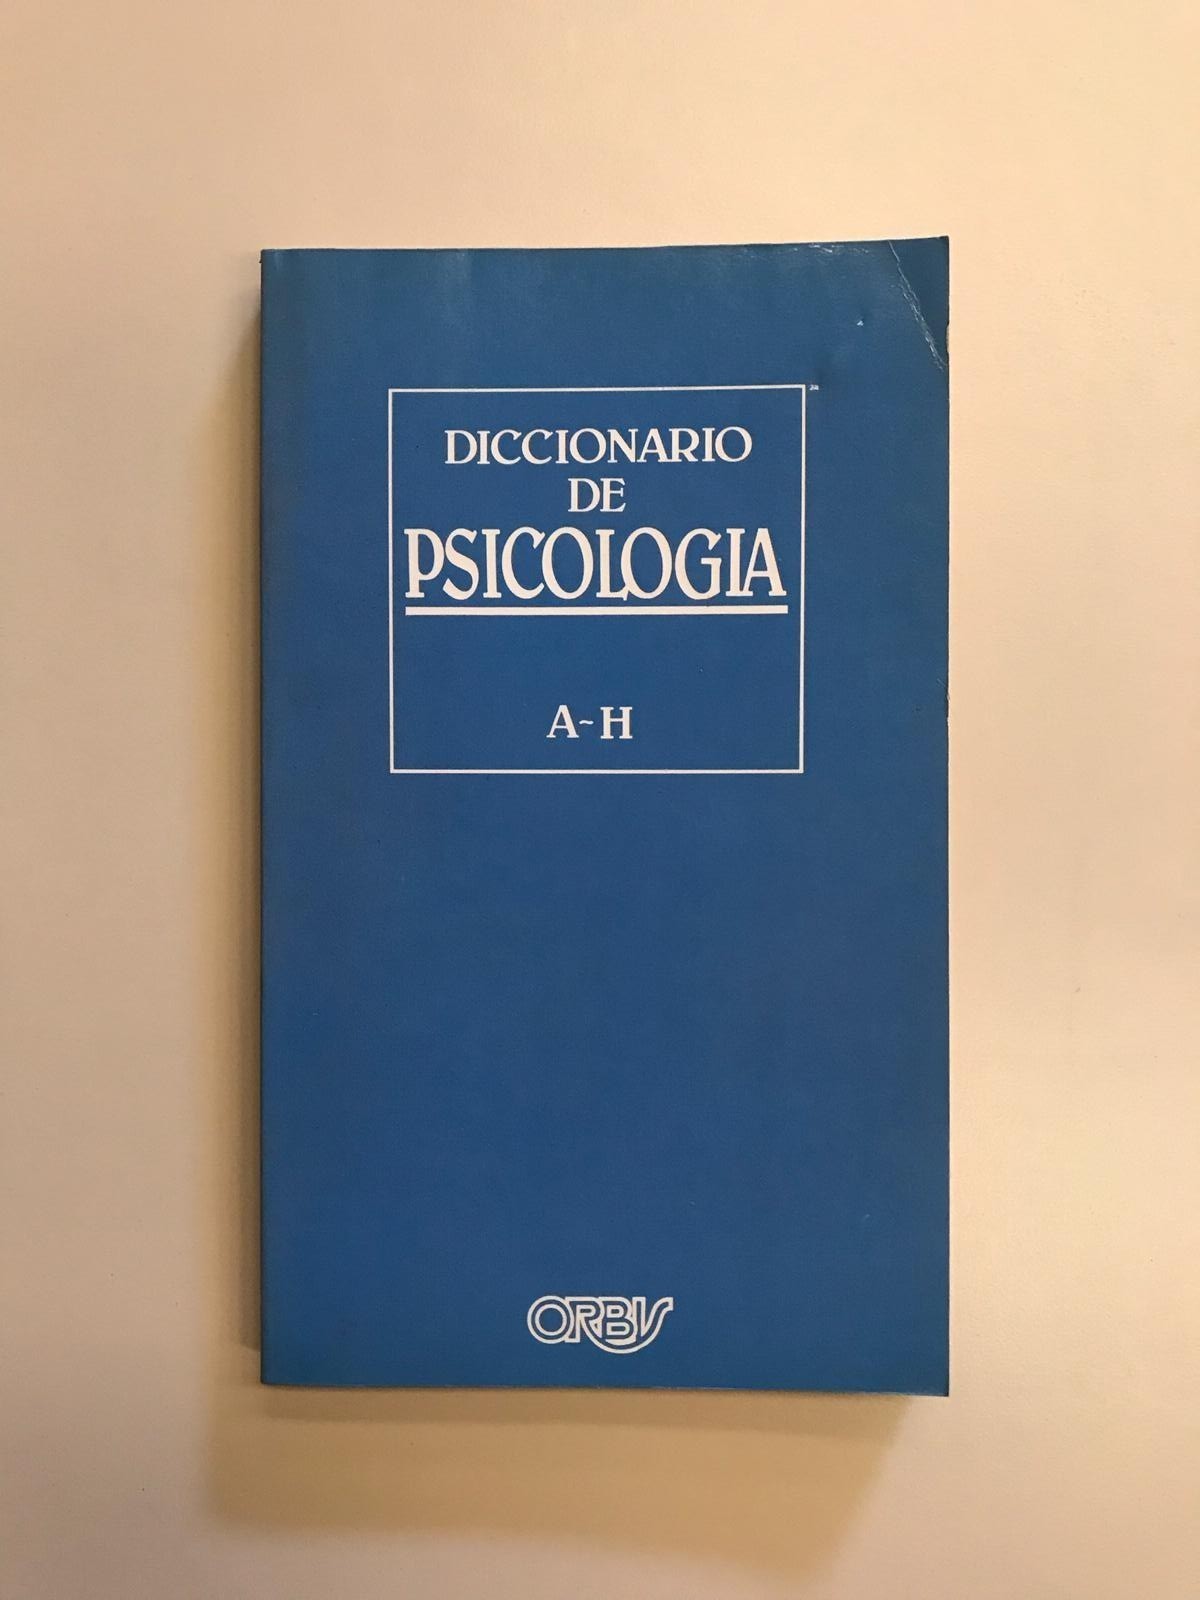 DICCIONARIO
DE
PSICOLOGIA
A-H
ORBIS